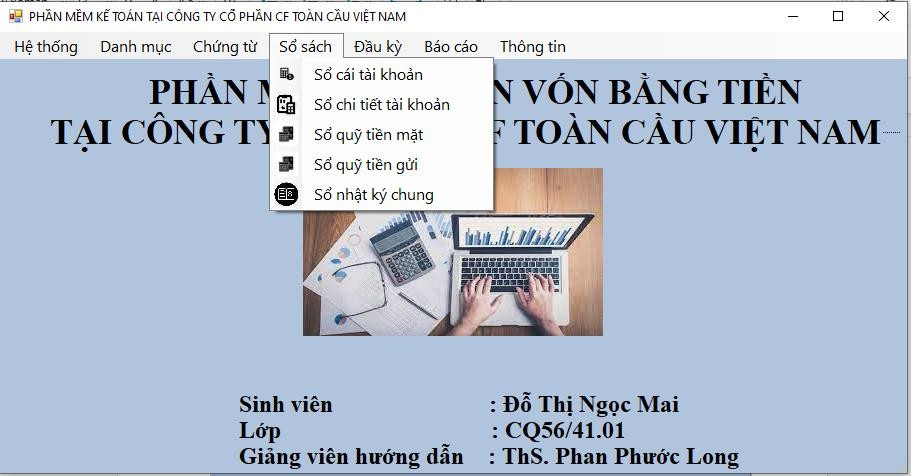 PHẦN MỀM KẾ TOÁN TẠI CÔNG TY CỔ PHẦN CF TOÀN CẦU VIỆT NAM
Hệ thống Danh mục Chứng từ Sổ sách Đầu kỳ Báo cáo Thông tin
Sổ cái tài khoản
Sổ chi tiết tài khoản
Sổ quỹ tiền mặt
Sổ quỹ tiền gửi
Sổ nhật ký chung
PHẦN VỐN BẰNG TIỀN
TẠI CÔNG TY CF TOÀN CẦU VIỆT NAM
Sinh viên : Đỗ Thị Ngọc Mai
Lớp : CQ56/41.01
Giảng viên hướng dẫn : ThS. Phan Phước Long